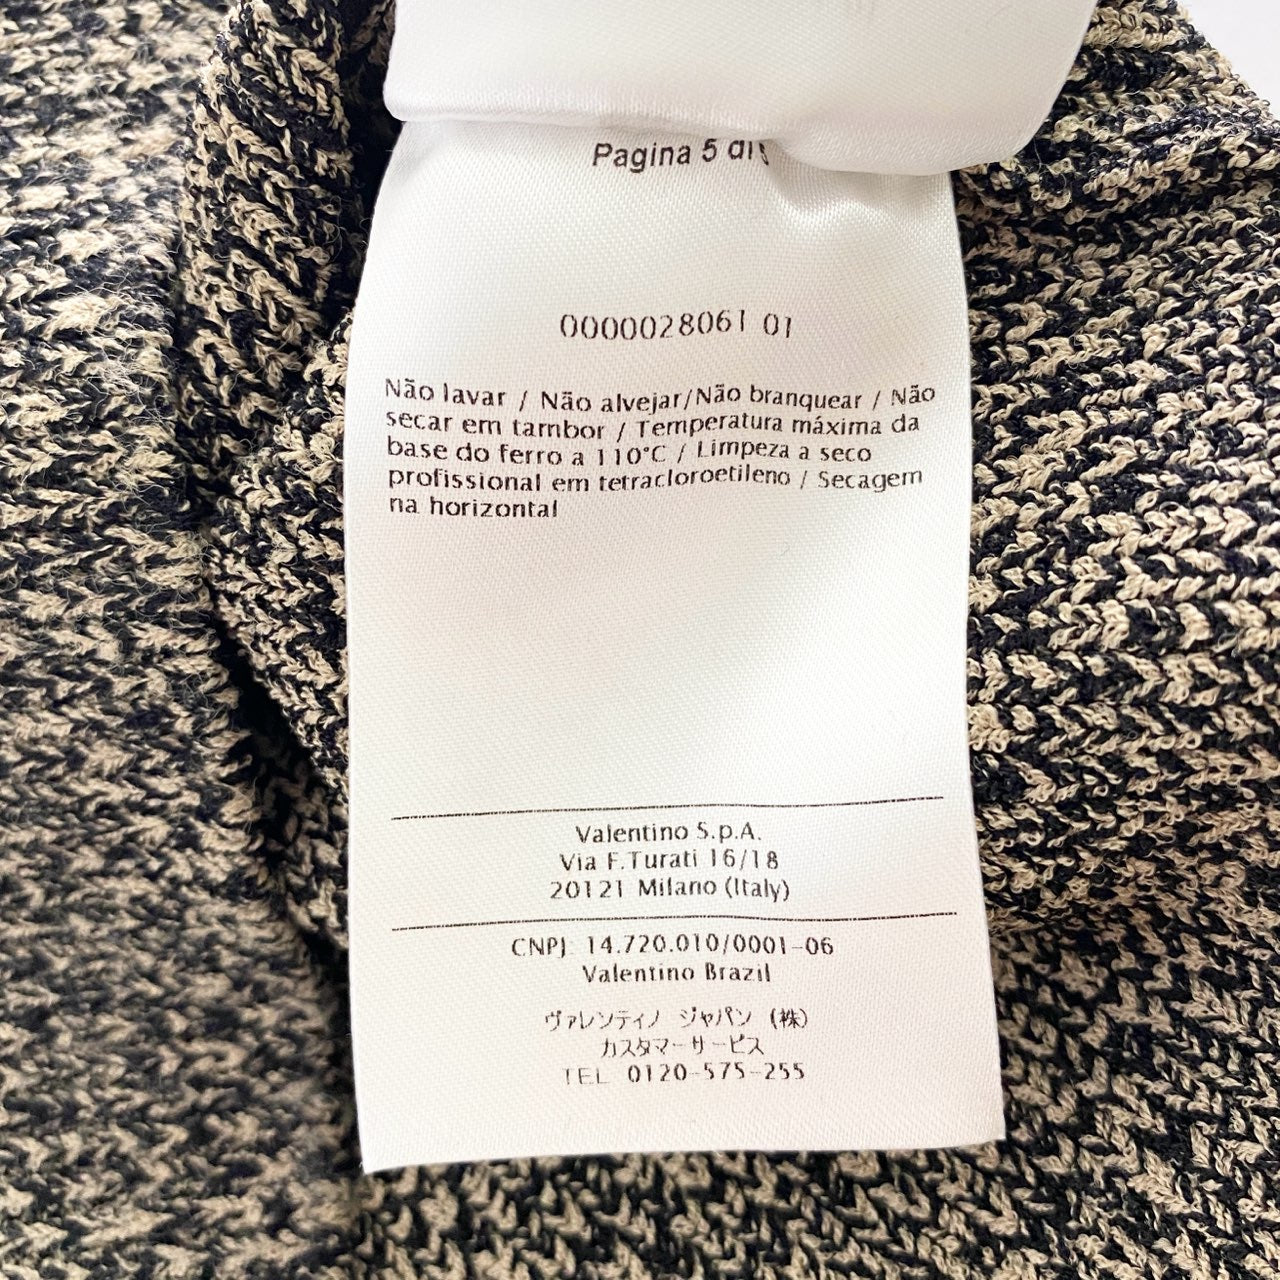 Pagina 5 di
0000028061 01
Não lavar / Não alvejar/Não branquear / Não
secar em tambor / Temperatura máxima da
base do ferro a 110°C / Limpeza a seco
profissional em tetracloroetileno / Secagem
na horizontal
Valentino S.p.A.
Via F.Turati 16/18
20121 Milano (Italy)
CNPJ 14.720.010/0001-06
Valentino Brazil
ヴァレンティノ ジャパン (株)
カスタマーサービス
TEL 0120-575-255